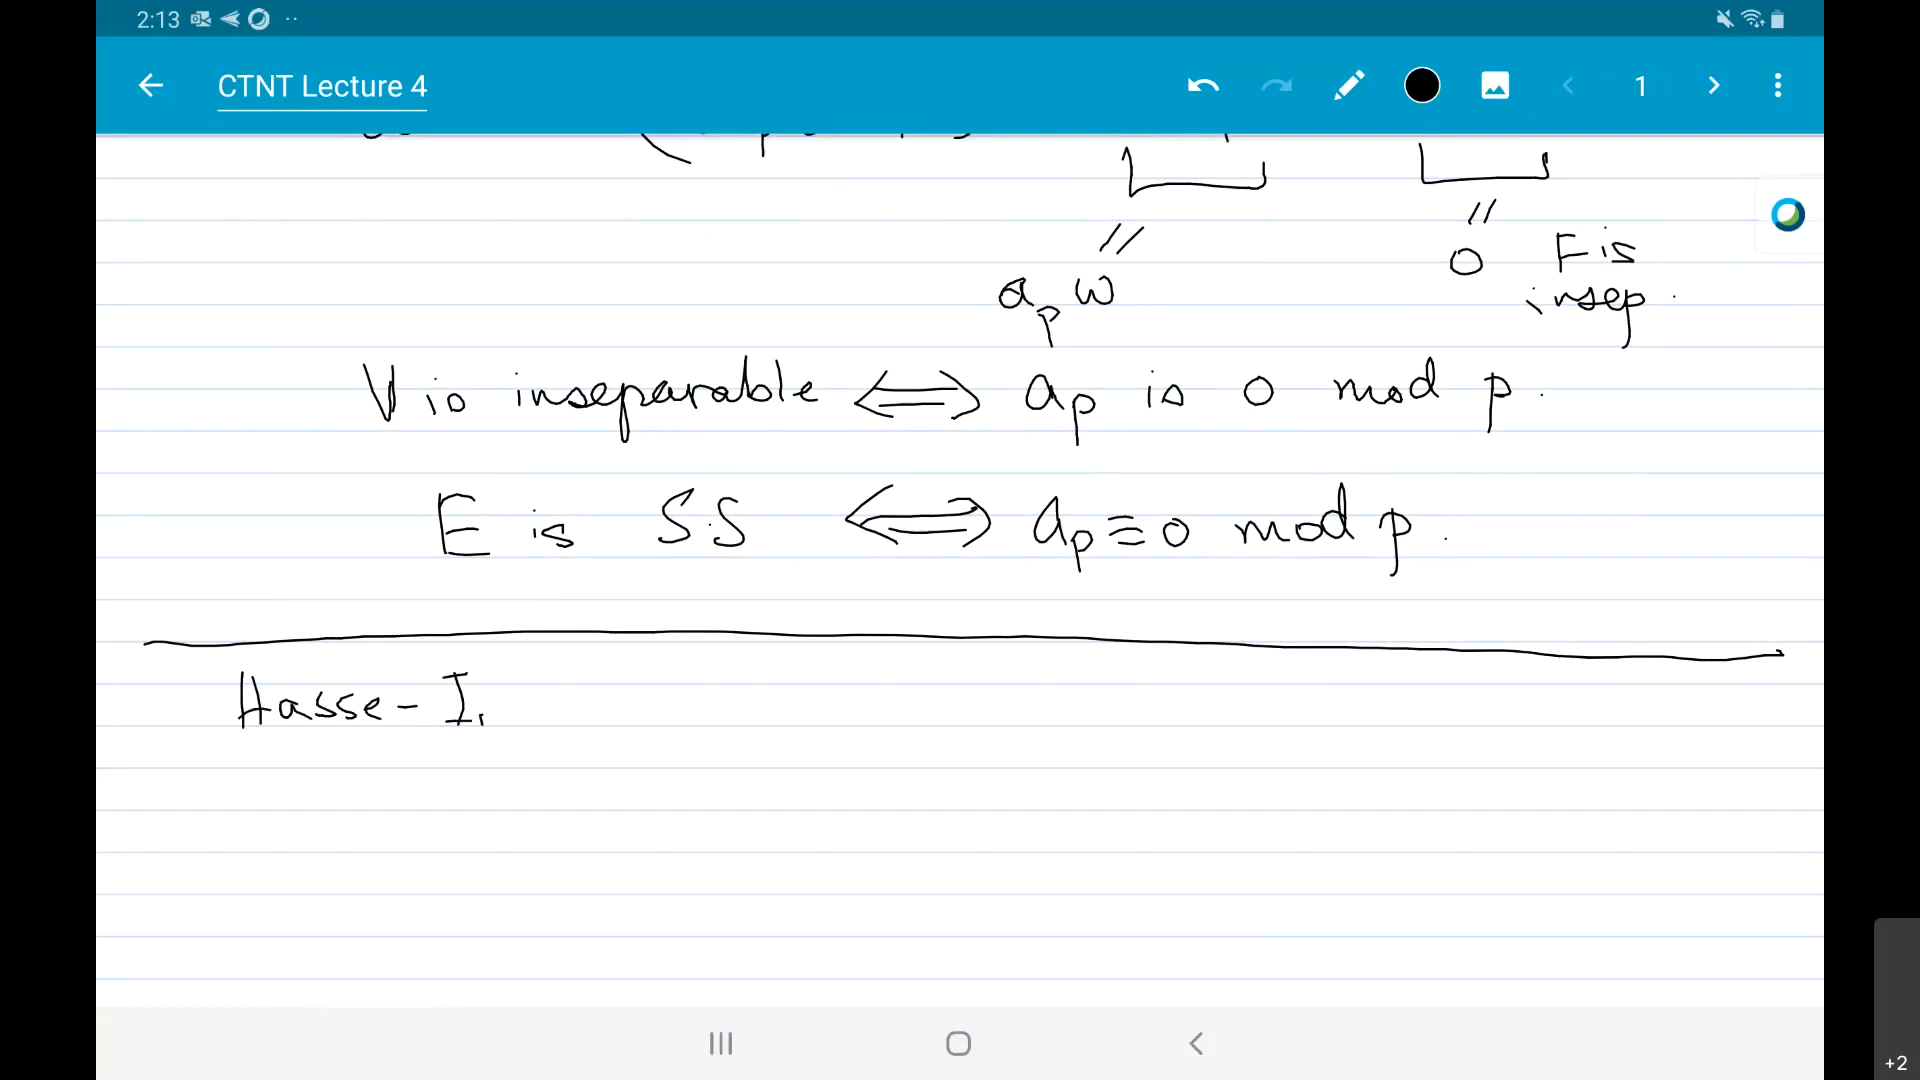 2:13
CTNT Lecture 4
1
//
//
0 F is
insep.
a_p ω
V is inseparable ⟺ a_p is 0 mod p.
E is S.S ⟺ a_p ≡ 0 mod p.
Hasse - I.
+2